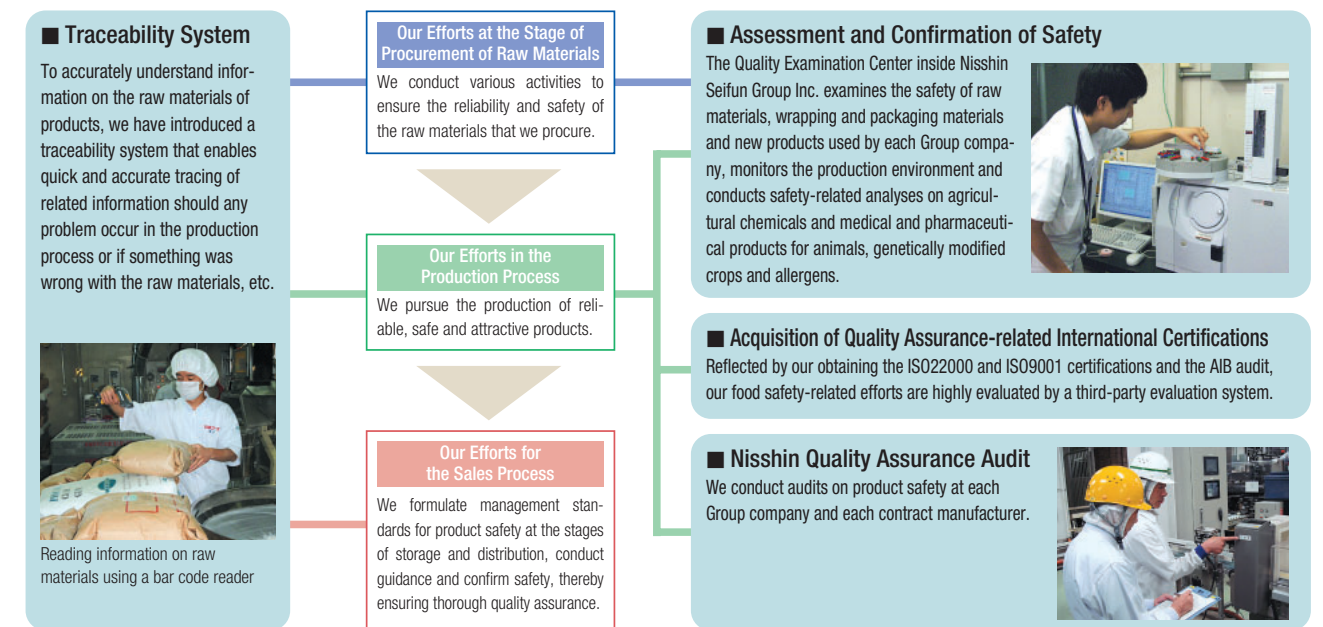 ■ Traceability System
To accurately understand infor-
mation on the raw materials of
products, we have introduced a
traceability system that enables
quick and accurate tracing of
related information should any
problem occur in the production
process or if something was
wrong with the raw materials, etc.
Reading information on raw
materials using a bar code reader
Our Efforts at the Stage of
Procurement of Raw Materials
We conduct various activities to
ensure the reliability and safety of
the raw materials that we procure.
Our Efforts in the
Production Process
We pursue the production of reli-
able, safe and attractive products.
Our Efforts for
the Sales Process
We formulate management stan-
dards for product safety at the stages
of storage and distribution, conduct
guidance and confirm safety, thereby
ensuring thorough quality assurance.
■ Assessment and Confirmation of Safety
The Quality Examination Center inside Nisshin
Seifun Group Inc. examines the safety of raw
materials, wrapping and packaging materials
and new products used by each Group compa-
ny, monitors the production environment and
conducts safety-related analyses on agricul-
tural chemicals and medical and pharmaceuti-
cal products for animals, genetically modified
crops and allergens.
■ Acquisition of Quality Assurance-related International Certifications
Reflected by our obtaining the ISO22000 and ISO9001 certifications and the AIB audit,
our food safety-related efforts are highly evaluated by a third-party evaluation system.
■ Nisshin Quality Assurance Audit
We conduct audits on product safety at each
Group company and each contract manufacturer.